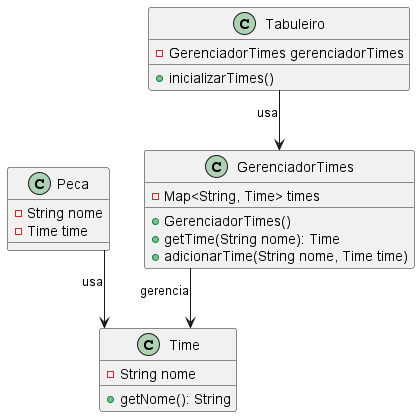 C Tabuleiro
GerenciadorTimes gerenciadorTimes
inicializarTimes()
usa
C GerenciadorTimes
Map<String, Time> times
GerenciadorTimes()
getTime(String nome): Time
adicionarTime(String nome, Time time)
C Peca
String nome
Time time
usa
gerencia
C Time
String nome
getNome(): String